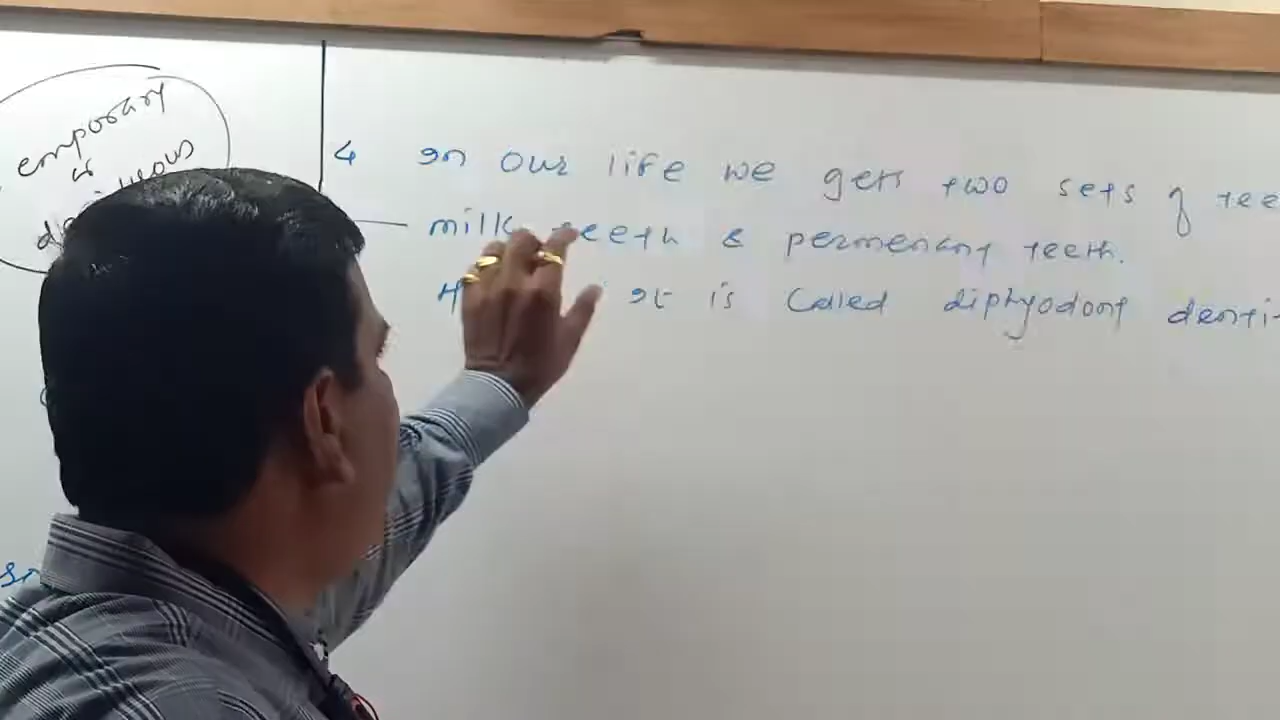 emporary
4 In our life we gets two sets of tee
milk teeth & permenant teeth.
It is called diphyodont denti